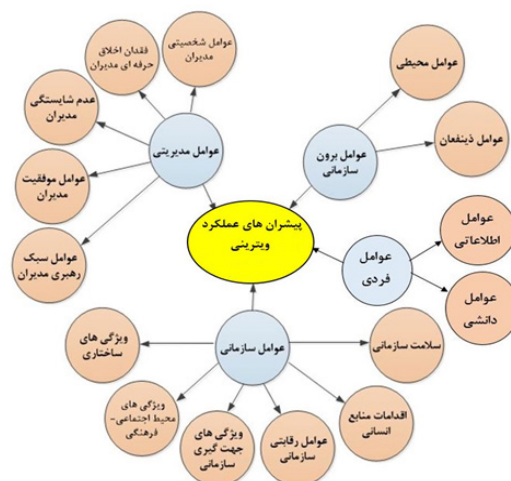 عوامل شخصیتی
مدیران
فقدان اخلاق
حرفه ای مدیران
عدم شایستگی
مدیران
عوامل موفقیت
مدیران
عوامل سبک
رهبری مدیران
عوامل مدیریتی
عوامل محیطی
عوامل ذینفعان
عوامل برون
سازمانی
پیشران های عملکرد
ویترینی
عوامل
فردی
عوامل
اطلاعاتی
عوامل
دانشی
عوامل سازمانی
سلامت سازمانی
اقدامات منابع
انسانی
عوامل رقابتی
سازمانی
ویژگی های
جهت گیری
سازمانی
ویژگی های
محیط اجتماعی-
فرهنگی
ویژگی های
ساختاری